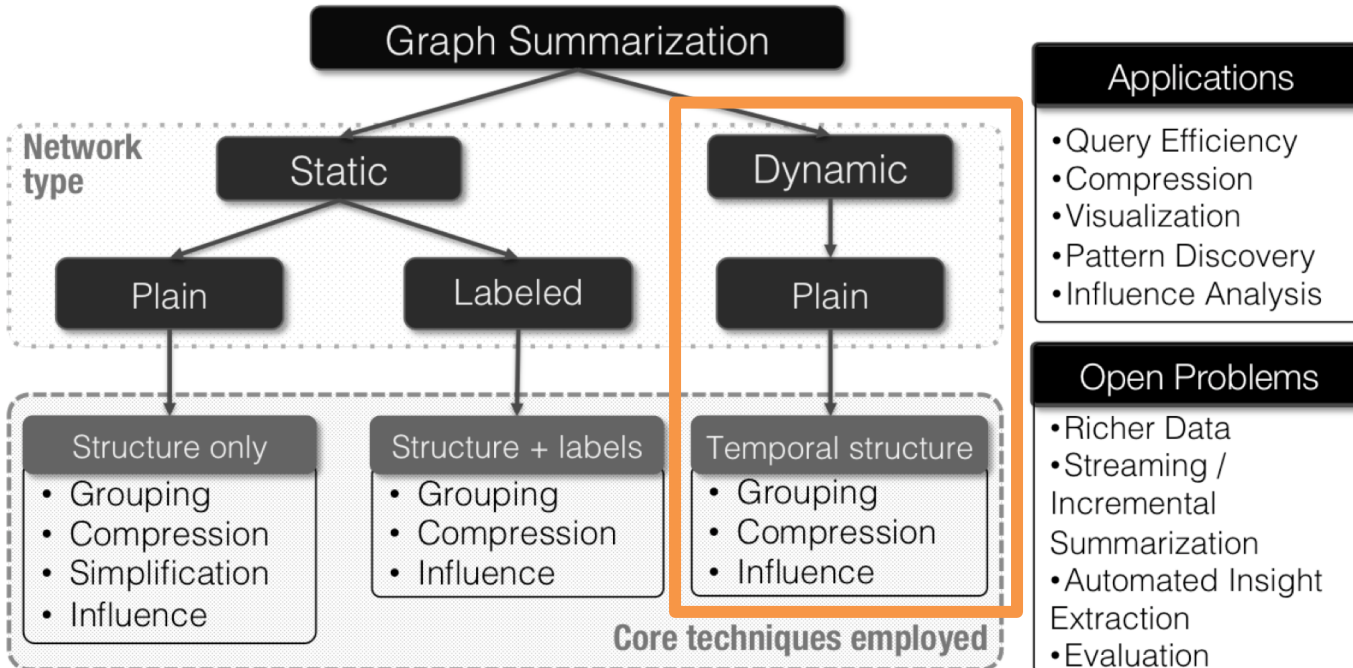 Graph Summarization
Network
type
Static
Dynamic
Plain
Labeled
Plain
Structure only
• Grouping
• Compression
• Simplification
• Influence
Structure + labels
• Grouping
• Compression
• Influence
Temporal structure
• Grouping
• Compression
• Influence
Core techniques employed
Applications
•Query Efficiency
•Compression
•Visualization
•Pattern Discovery
•Influence Analysis
Open Problems
•Richer Data
•Streaming /
Incremental
Summarization
•Automated Insight
Extraction
•Evaluation